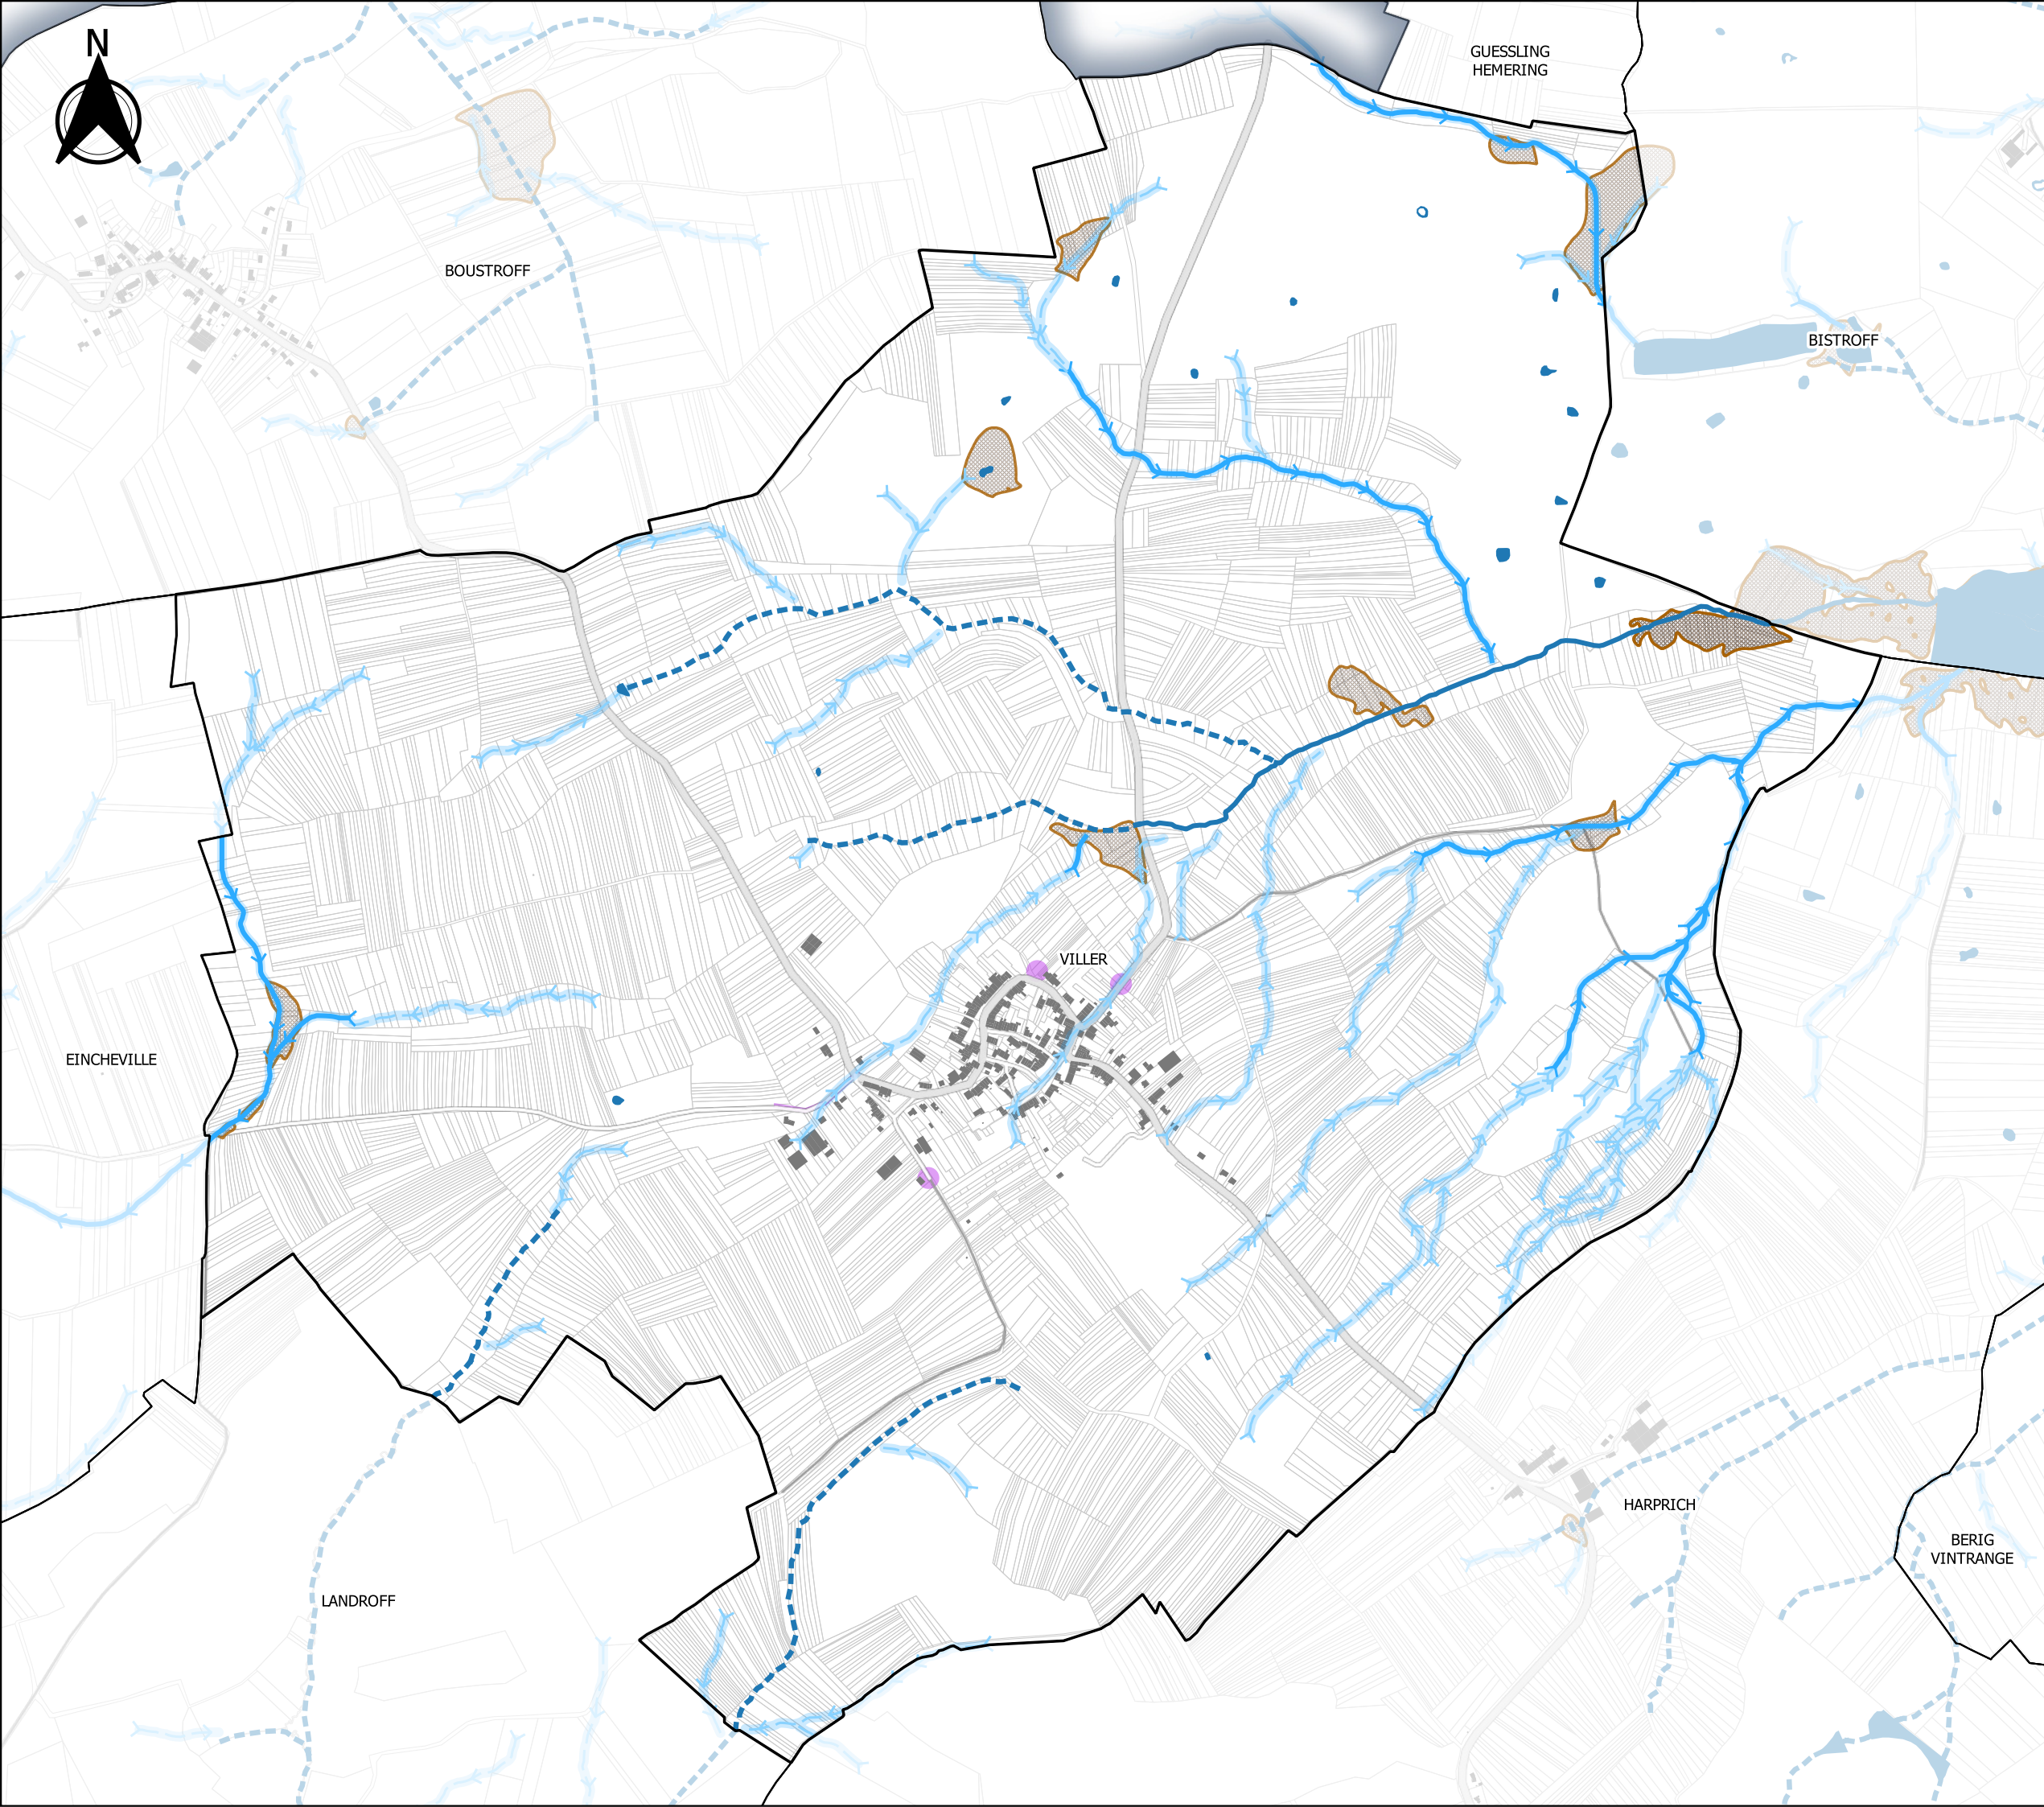 N
GUESSLING
HEMERING
BOUSTROFF
BISTROFF
VILLER
EINCHEVILLE
HARPRICH
BERIG
VINTRANGE
LANDROFF